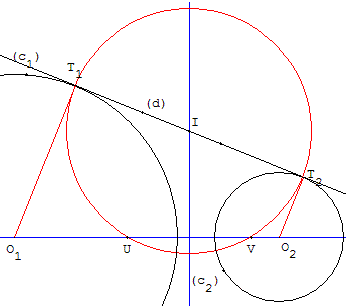 (c₁)
T₁
(d)
I
T₂
O₁
U
V
O₂
(c₂)